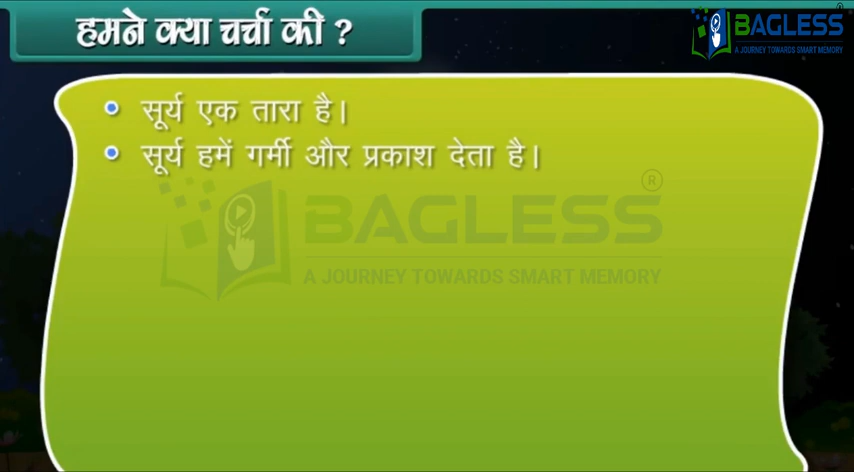 हमने क्या चर्चा की ?
BAGLESS
A JOURNEY TOWARDS SMART MEMORY
सूर्य एक तारा है।
सूर्य हमें गर्मी और प्रकाश देता है।
BAGLESS ®
A JOURNEY TOWARDS SMART MEMORY